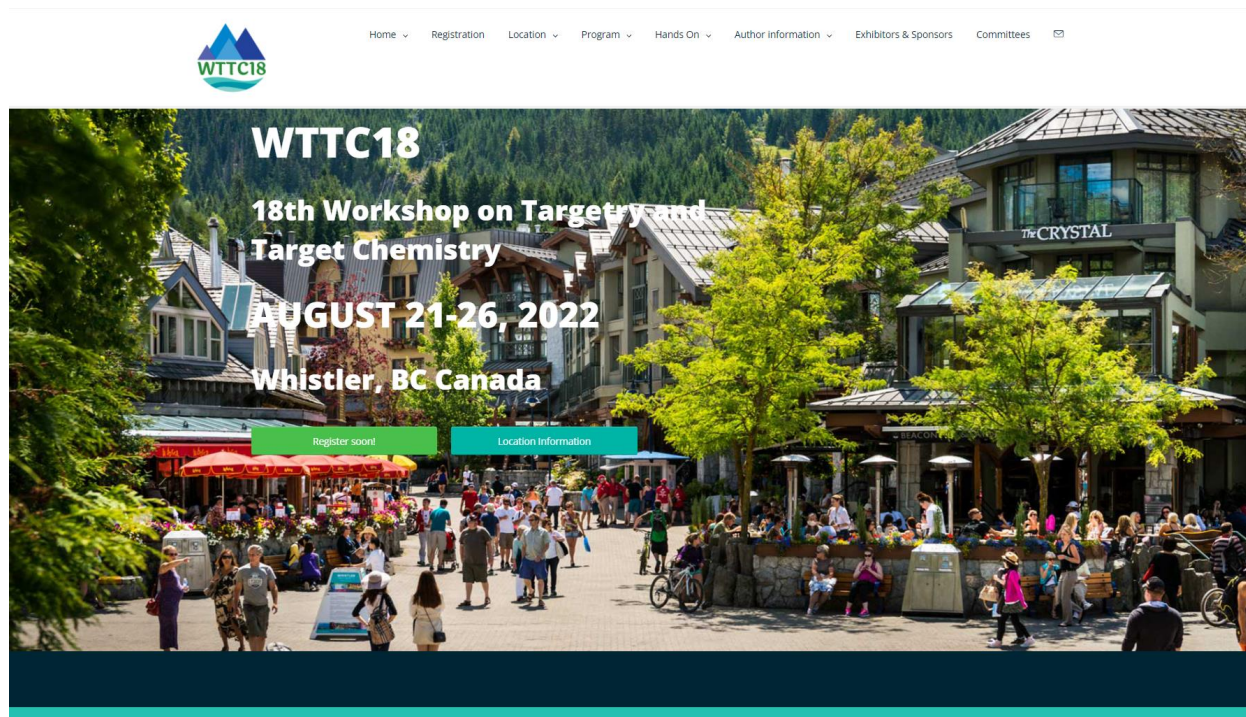 WTTC18
Home
Registration
Location
Program
Hands On
Author information
Exhibitors & Sponsors
Committees
WTTC18
18th Workshop on Targetry and
Target Chemistry
AUGUST 21-26, 2022
Whistler, BC Canada
Register soon!
Location Information
The CRYSTAL
BEACON